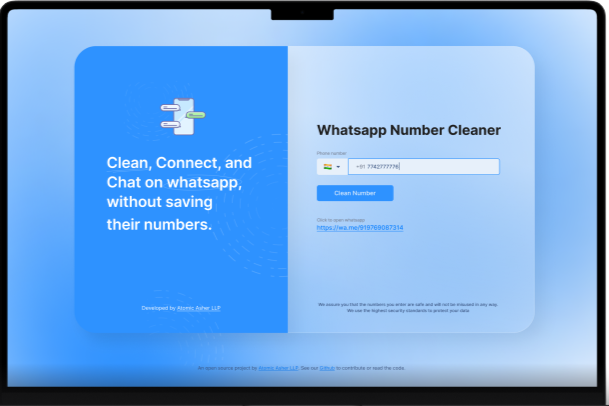 Clean, Connect, and
Chat on whatsapp,
without saving
their numbers.
Developed by Atomic Asher LLP
Whatsapp Number Cleaner
Phone number
+91 7742777776
Clean Number
Click to open whatsapp
https://wa.me/919769087314
We assure you that the numbers you enter are safe and will not be misused in any way.
We use the highest security standards to protect your data
An open source project by Atomic Asher LLP. See our Github to contribute or read the code.